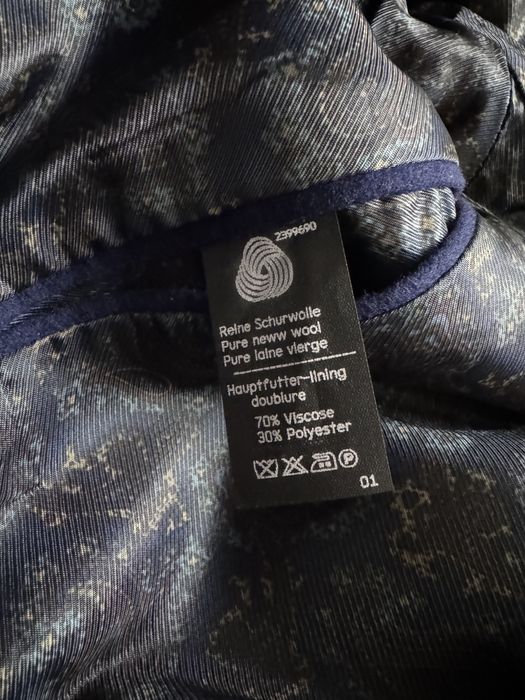 Z399690
Reine Schurwolle
Pure neww wool
Pure laine vierge
Hauptfutter-lining
doublure
70% Viscose
30% Polyester
P
01